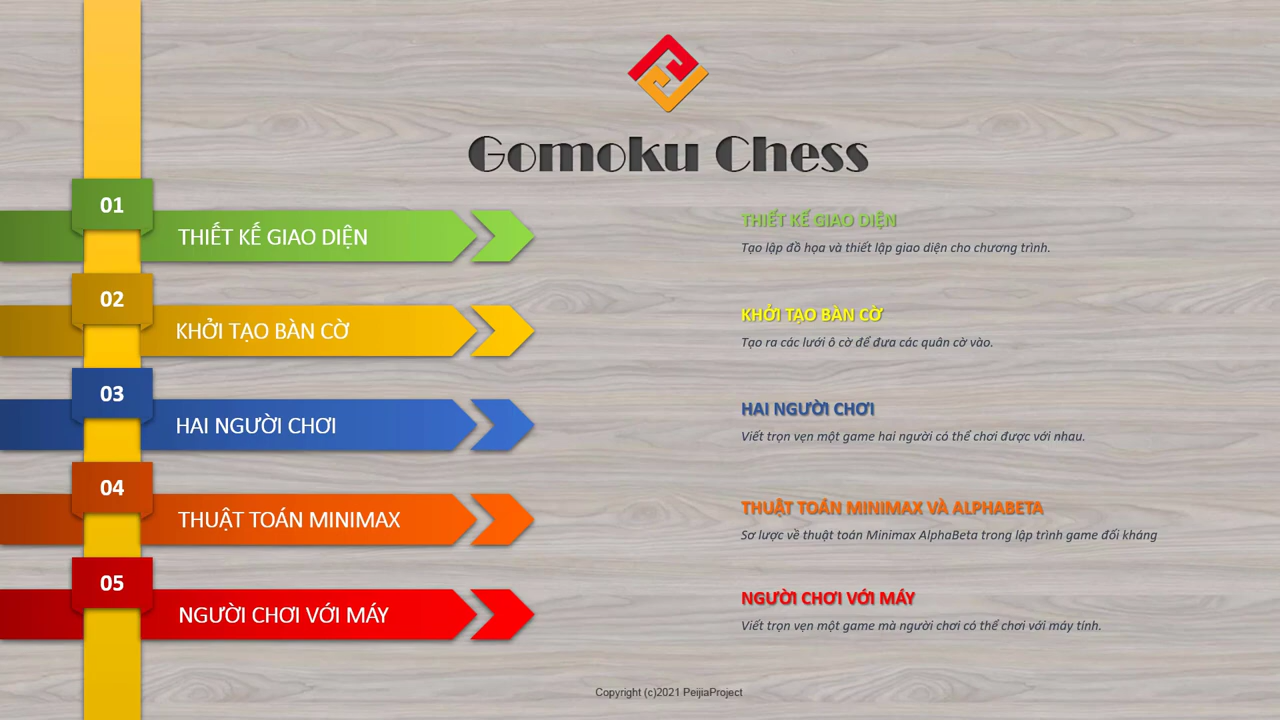 Gomoku Chess
01
THIẾT KẾ GIAO DIỆN
THIẾT KẾ GIAO DIỆN
Tạo lập đồ họa và thiết lập giao diện cho chương trình.
02
KHỞI TẠO BÀN CỜ
KHỞI TẠO BÀN CỜ
Tạo ra các lưới ô cờ để đưa các quân cờ vào.
03
HAI NGƯỜI CHƠI
HAI NGƯỜI CHƠI
Viết trọn vẹn một game hai người có thể chơi được với nhau.
04
THUẬT TOÁN MINIMAX
THUẬT TOÁN MINIMAX VÀ ALPHABETA
Sơ lược về thuật toán Minimax AlphaBeta trong lập trình game đối kháng
05
NGƯỜI CHƠI VỚI MÁY
NGƯỜI CHƠI VỚI MÁY
Viết trọn vẹn một game mà người chơi có thể chơi với máy tính.
Copyright (c)2021 PeijiaProject